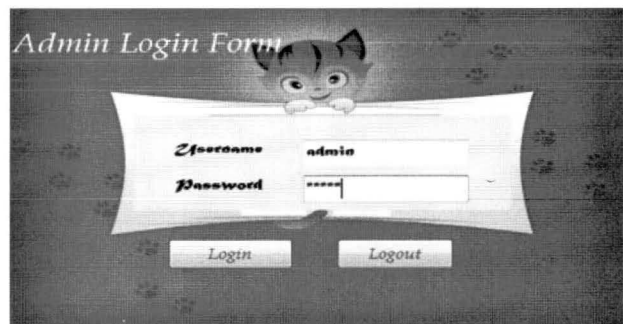 Admin Login Form
Username admin
Password *****
Login Logout